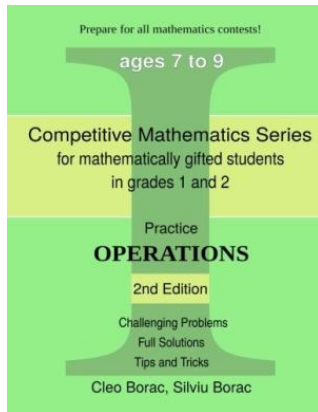 Prepare for all mathematics contests!
ages 7 to 9
Competitive Mathematics Series
for mathematically gifted students
in grades 1 and 2
Practice
OPERATIONS
2nd Edition
Challenging Problems
Full Solutions
Tips and Tricks
Cleo Borac, Silviu Borac